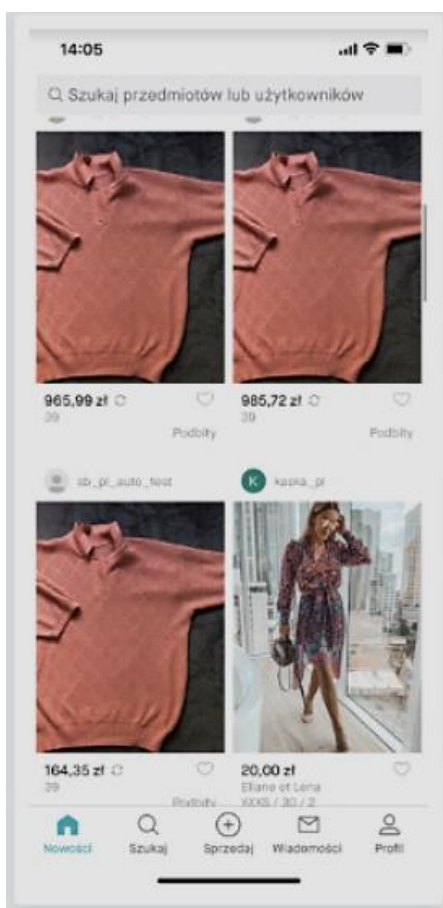 14:05
Szukaj przedmiotów lub użytkowników
965,99 zł
39
Podbity
985,72 zł
39
Podbity
sb_pl_auto_test
kaska_pl
K
164,35 zł
39
Podbity
20,00 zł
Eliane et Lena
XXXS / 30 / 2
Nowości
Szukaj
Sprzedaj
Wiadomości
Profil